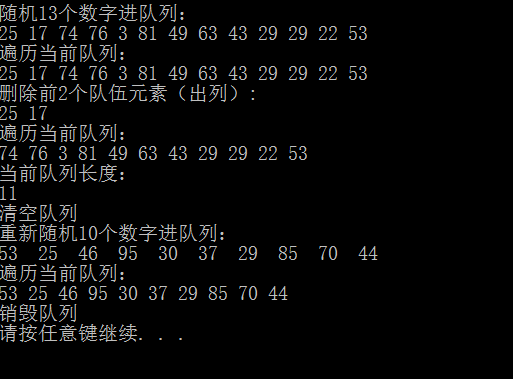 随机13个数字进队列:
25 17 74 76 3 81 49 63 43 29 29 22 53
遍历当前队列:
25 17 74 76 3 81 49 63 43 29 29 22 53
删除前2个队伍元素（出列）:
25 17
遍历当前队列:
74 76 3 81 49 63 43 29 29 22 53
当前队列长度:
11
清空队列
重新随机10个数字进队列:
53 25 46 95 30 37 29 85 70 44
遍历当前队列:
53 25 46 95 30 37 29 85 70 44
销毁队列
请按任意键继续. . .